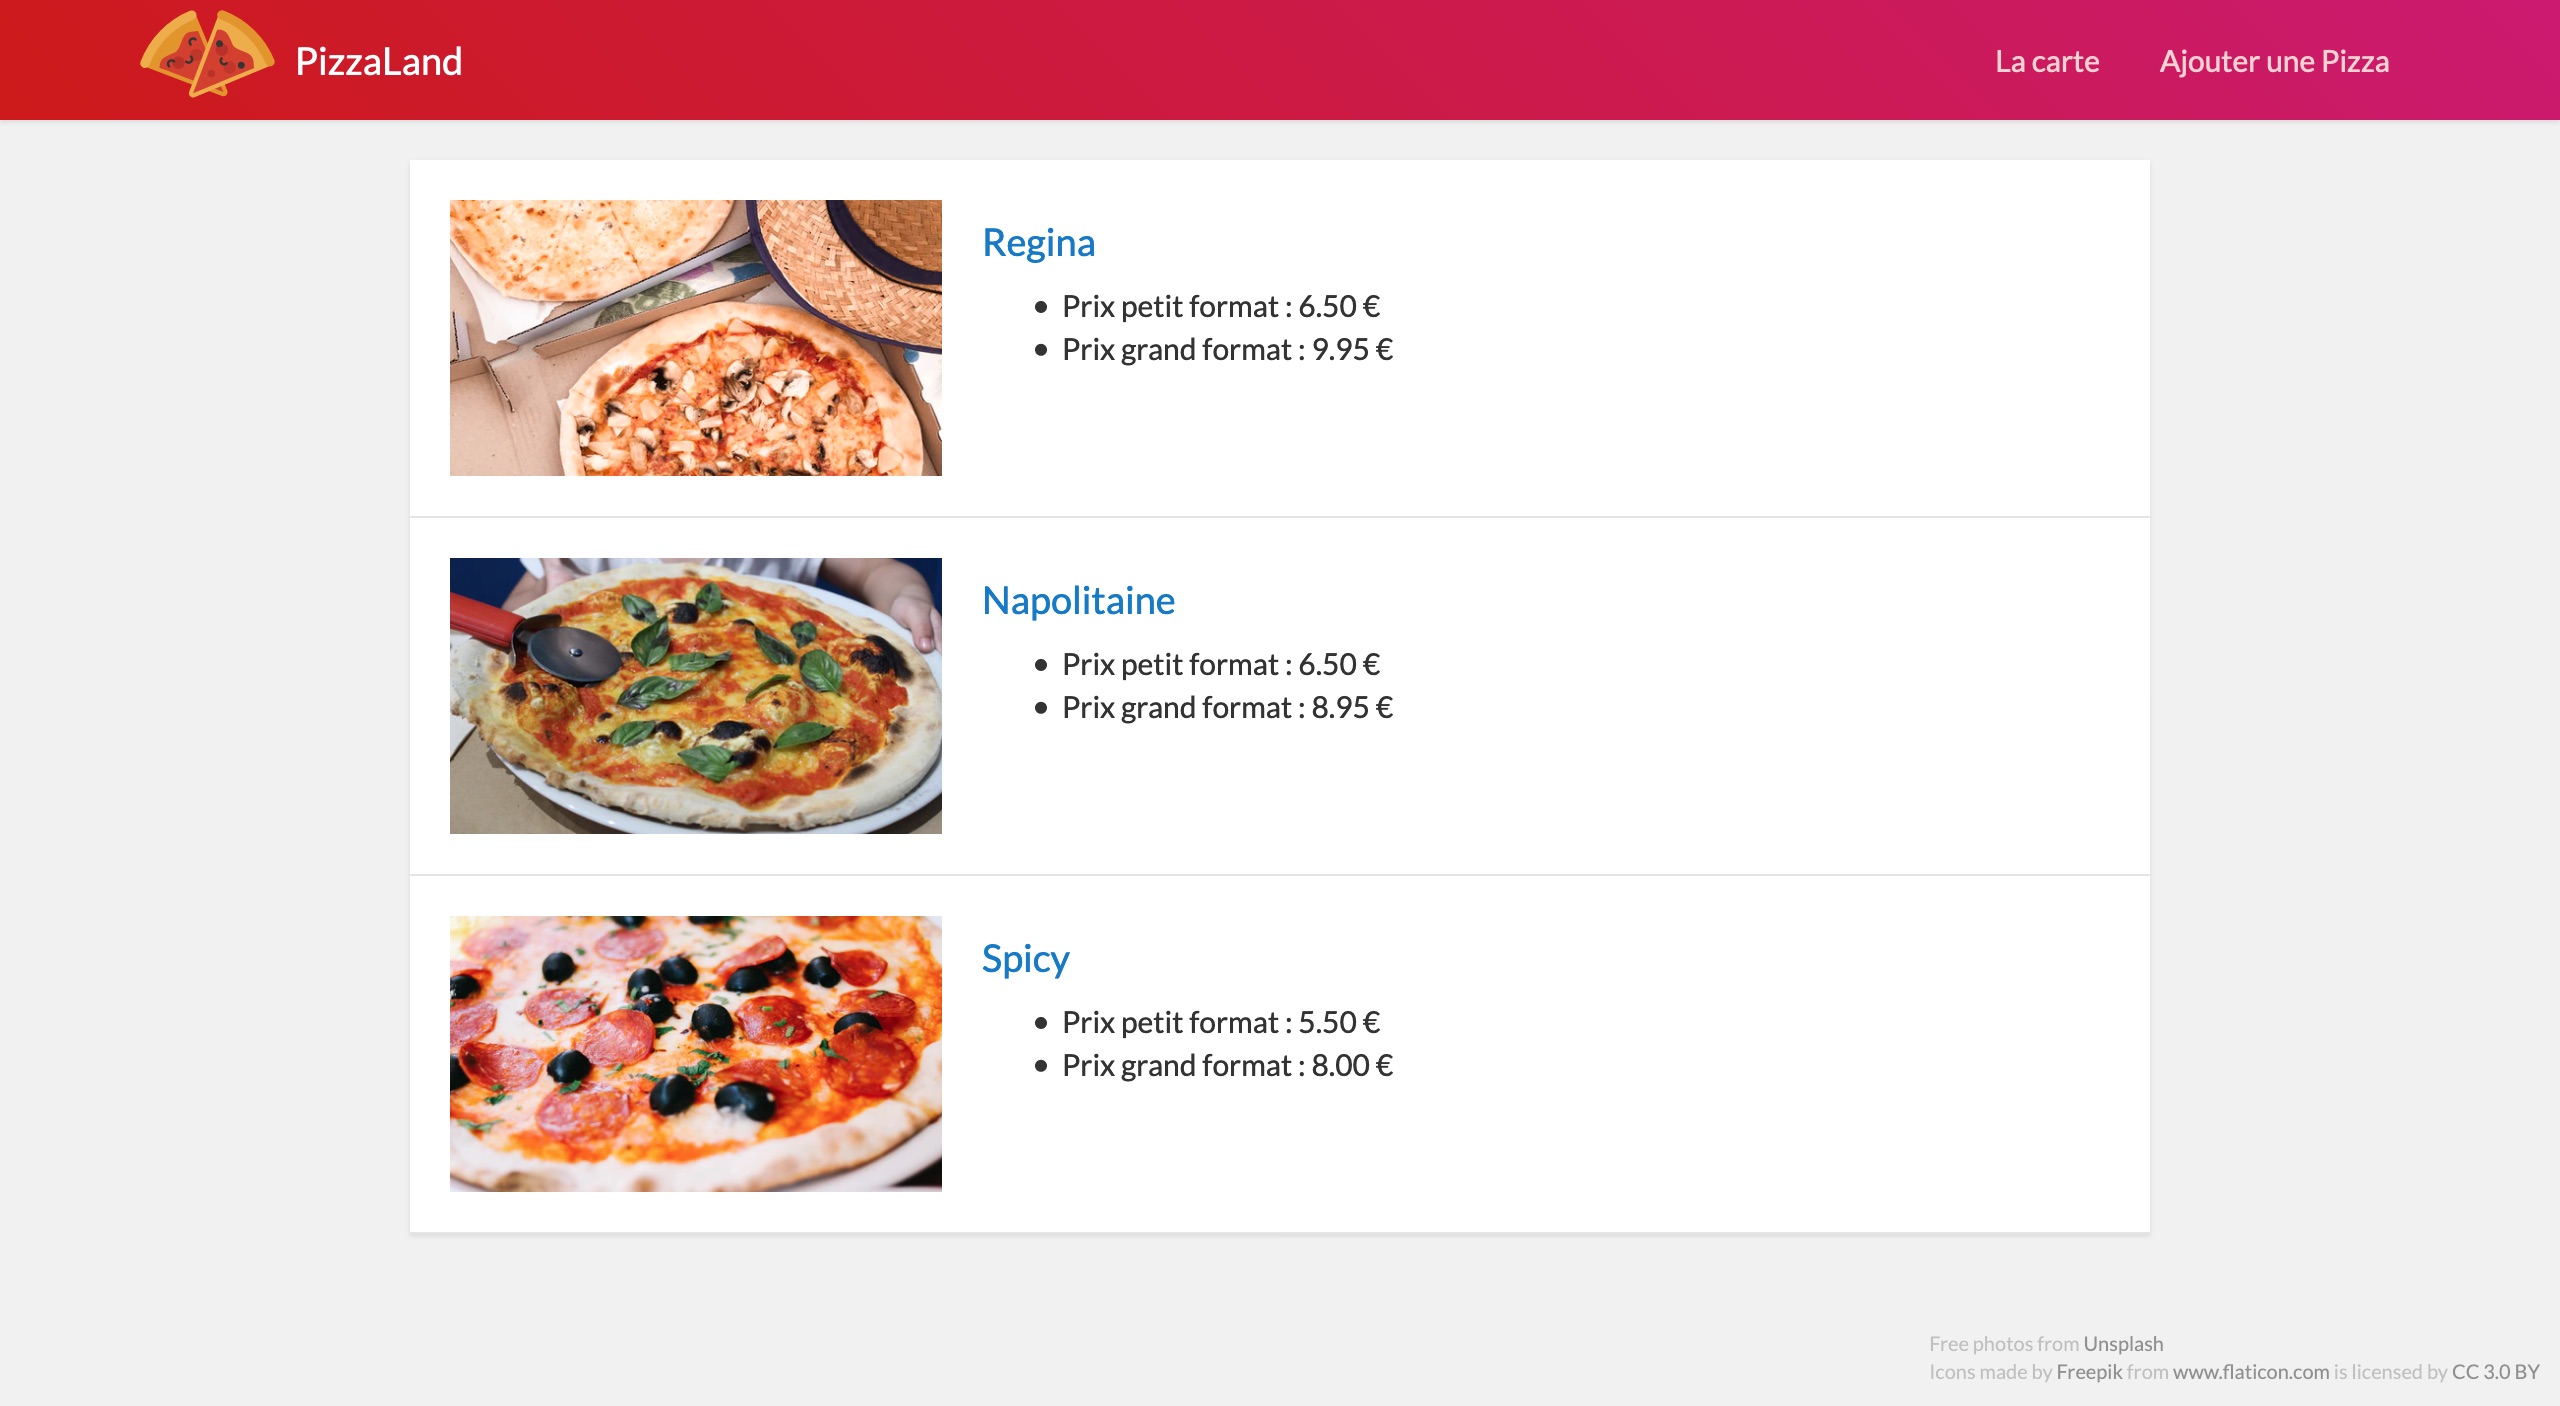 PizzaLand
La carte
Ajouter une Pizza
Regina
Prix petit format : 6.50 €
Prix grand format : 9.95 €
Napolitaine
Prix petit format : 6.50 €
Prix grand format : 8.95 €
Spicy
Prix petit format : 5.50 €
Prix grand format : 8.00 €
Free photos from Unsplash
Icons made by Freepik from www.flaticon.com is licensed by CC 3.0 BY